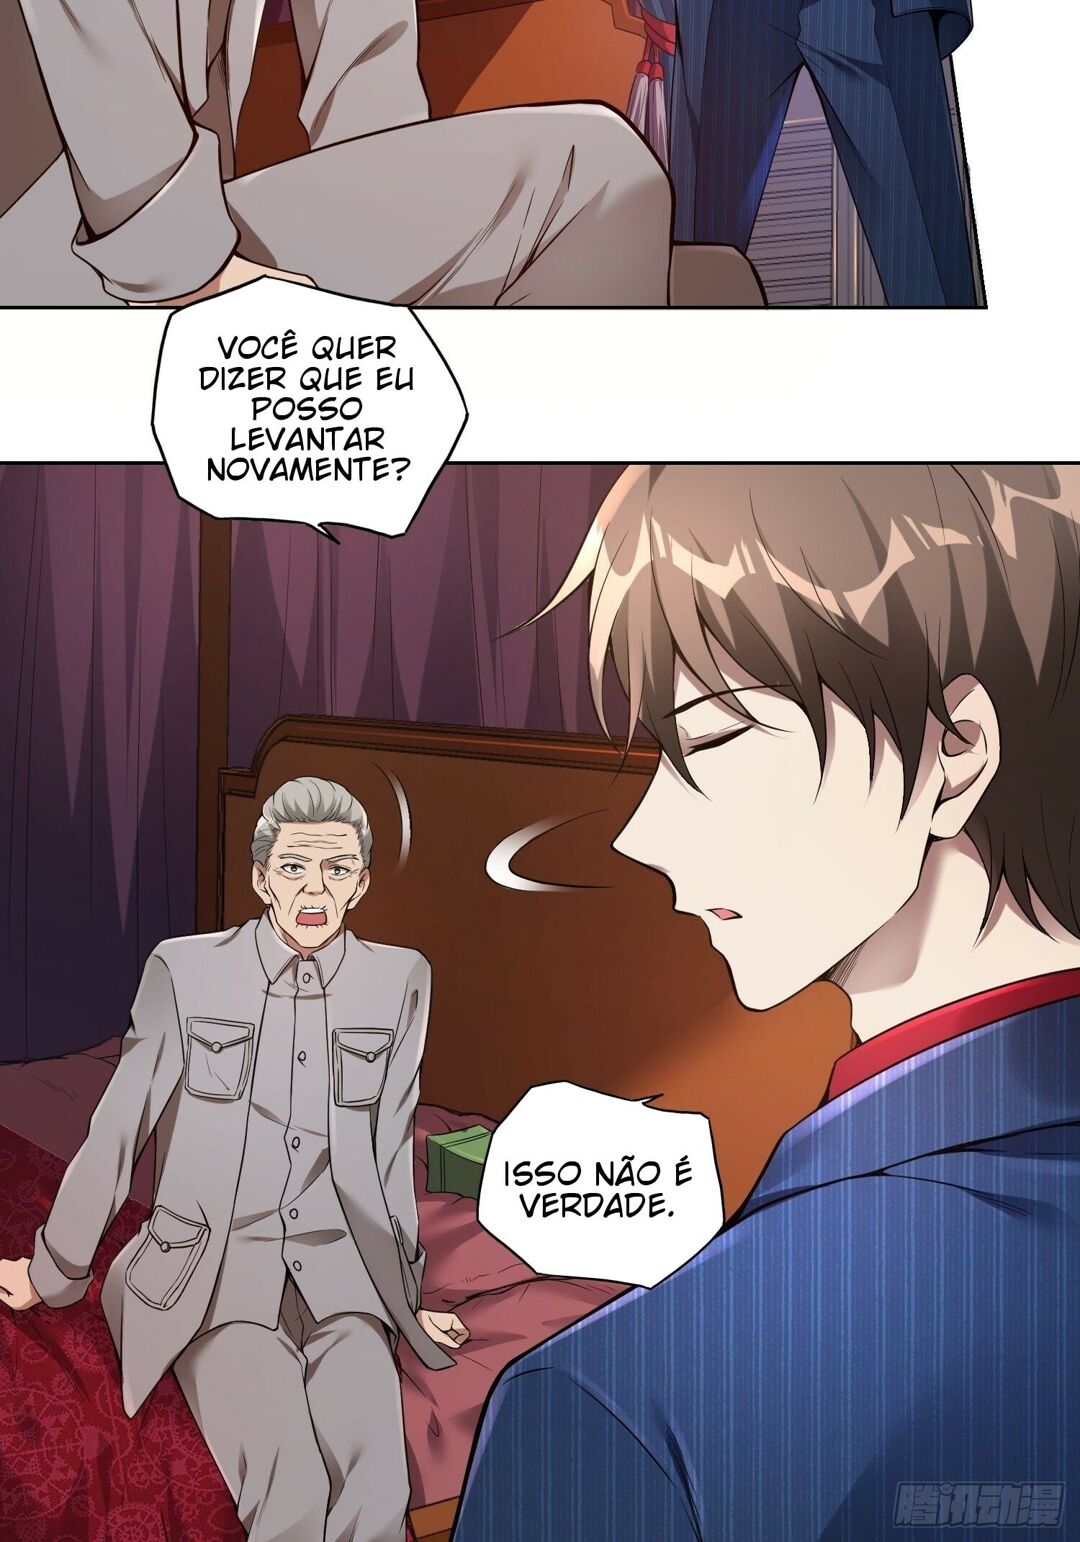 VOCÊ QUER
DIZER QUE EU
POSSO
LEVANTAR
NOVAMENTE?
ISSO NÃO É
VERDADE.
腾讯动漫